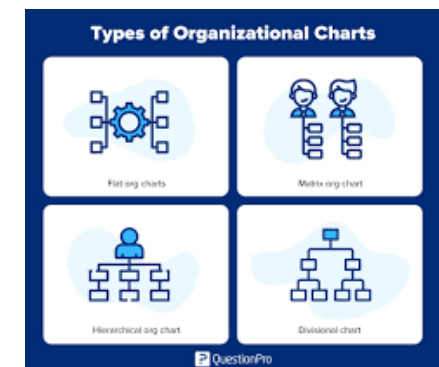 Types of Organizational Charts
Flat org charts
Matrix org chart
Hierarchical org chart
Divisional chart
QuestionPro